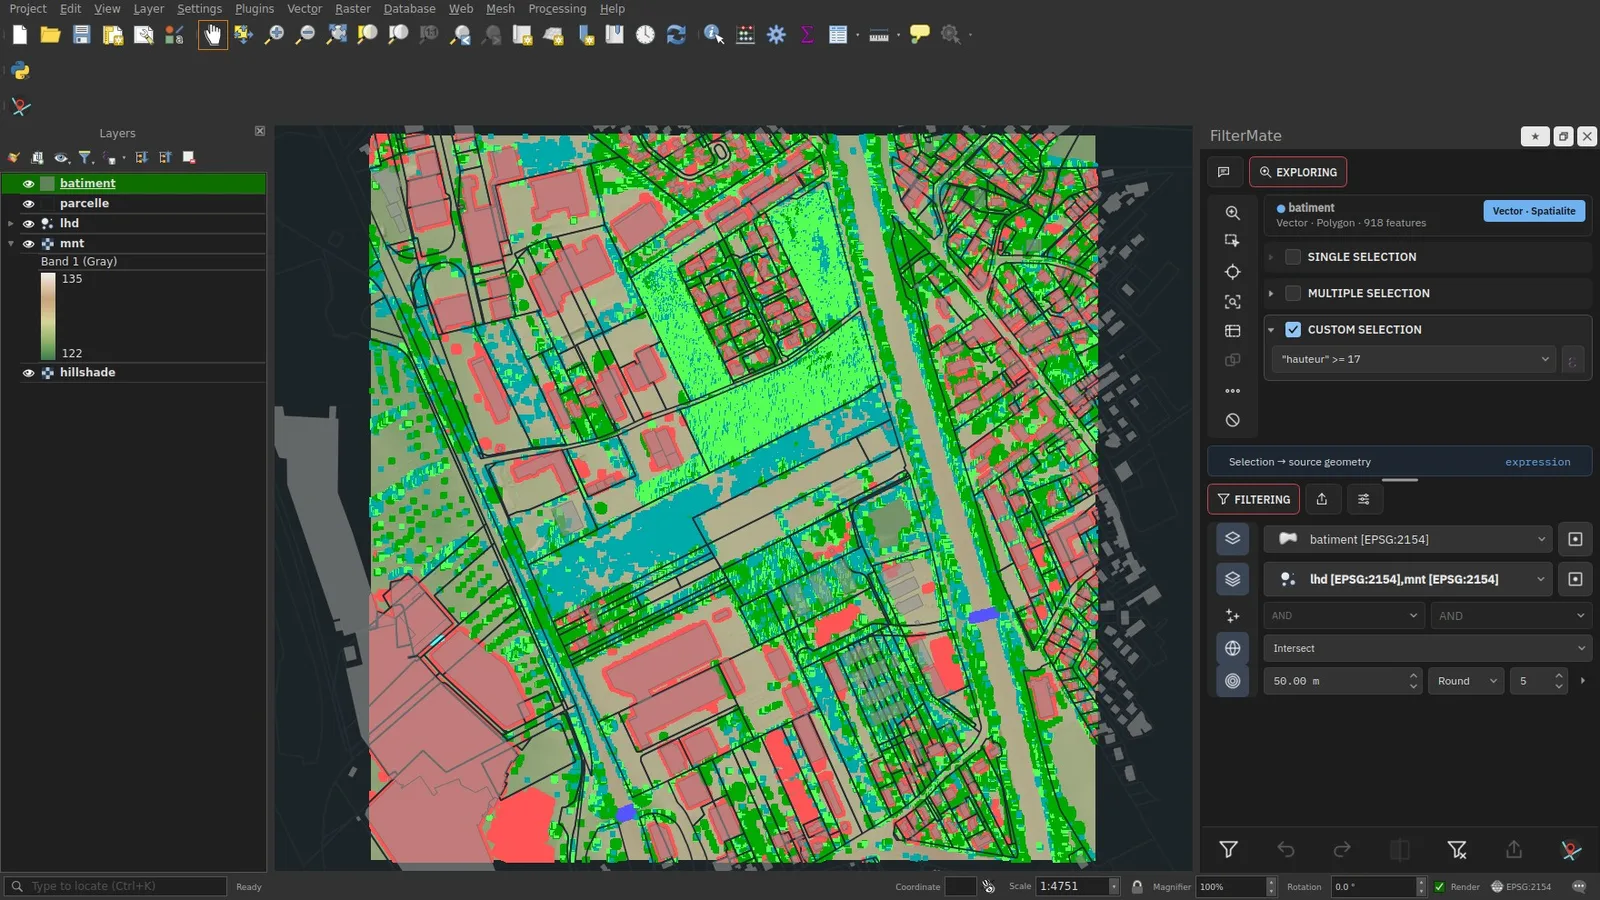 Project Edit View Layer Settings Plugins Vector Raster Database Web Mesh Processing Help
Layers
batiment
parcelle
lhd
mnt
Band 1 (Gray)
135
122
hillshade
FilterMate
EXPLORING
batiment
Vector · Polygon · 918 features
Vector · Spatialite
SINGLE SELECTION
MULTIPLE SELECTION
CUSTOM SELECTION
"hauteur" >= 17
Selection → source geometry expression
FILTERING
batiment [EPSG:2154]
lhd [EPSG:2154],mnt [EPSG:2154]
AND AND
Intersect
50.00 m Round 5
Type to locate (Ctrl+K) Ready Coordinate Scale 1:4751 Magnifier 100% Rotation 0.0 ° Render EPSG:2154